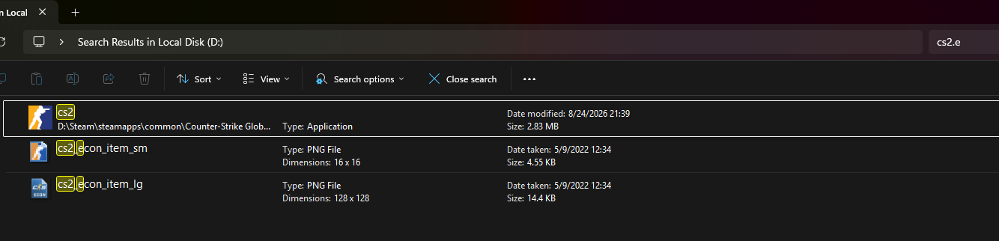 n Local
Search Results in Local Disk (D:)
cs2.e
Sort
View
Search options
Close search
cs2
D:\Steam\steamapps\common\Counter-Strike Glob...
Type: Application
Date modified: 8/24/2026 21:39
Size: 2.83 MB
cs2_econ_item_sm
Type: PNG File
Dimensions: 16 x 16
Date taken: 5/9/2022 12:34
Size: 4.55 KB
cs2_econ_item_lg
Type: PNG File
Dimensions: 128 x 128
Date taken: 5/9/2022 12:34
Size: 14.4 KB
ECON